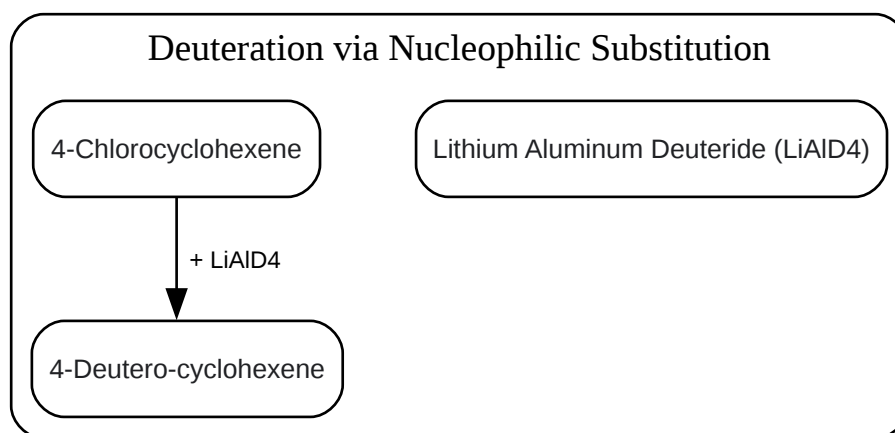 Deuteration via Nucleophilic Substitution
4-Chlorocyclohexene
Lithium Aluminum Deuteride (LiAlD4)
+ LiAlD4
4-Deutero-cyclohexene